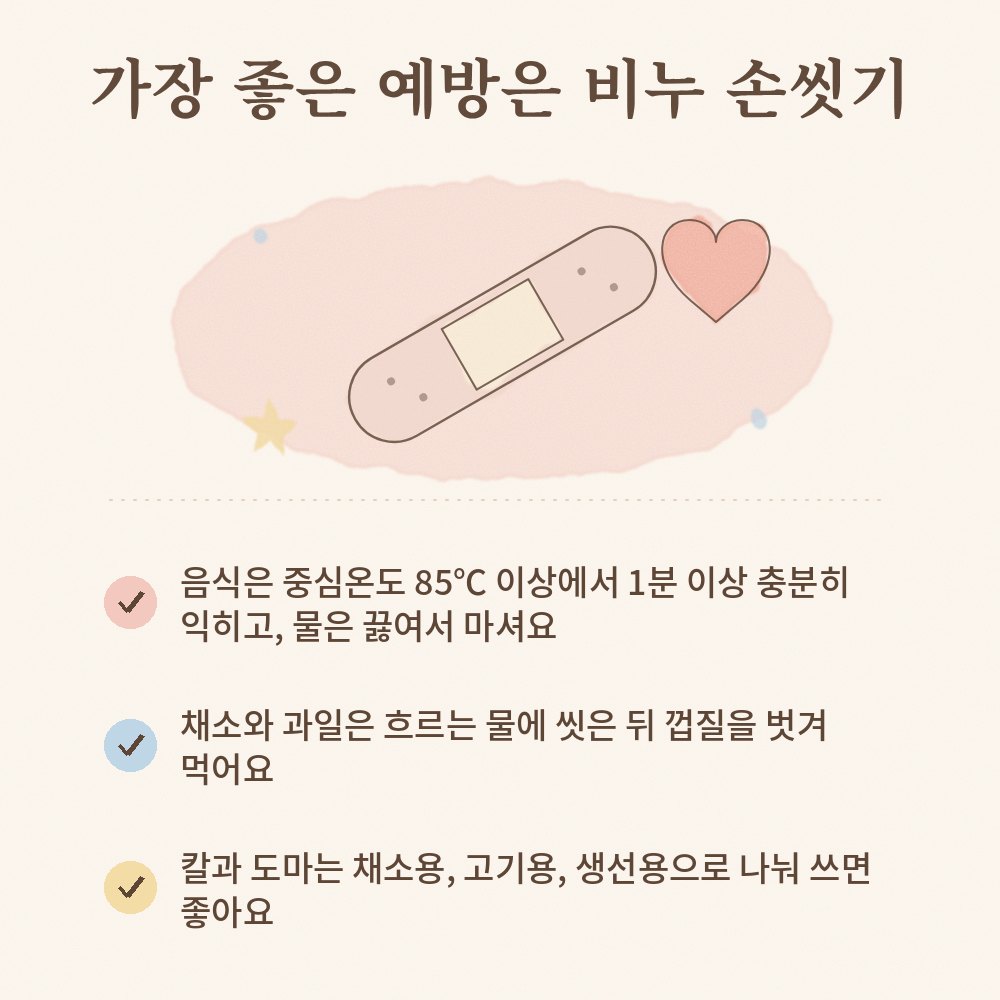 가장 좋은 예방은 비누 손씻기
음식은 중심온도 85℃ 이상에서 1분 이상 충분히
익히고, 물은 끓여서 마셔요
채소와 과일은 흐르는 물에 씻은 뒤 껍질을 벗겨
먹어요
칼과 도마는 채소용, 고기용, 생선용으로 나눠 쓰면
좋아요